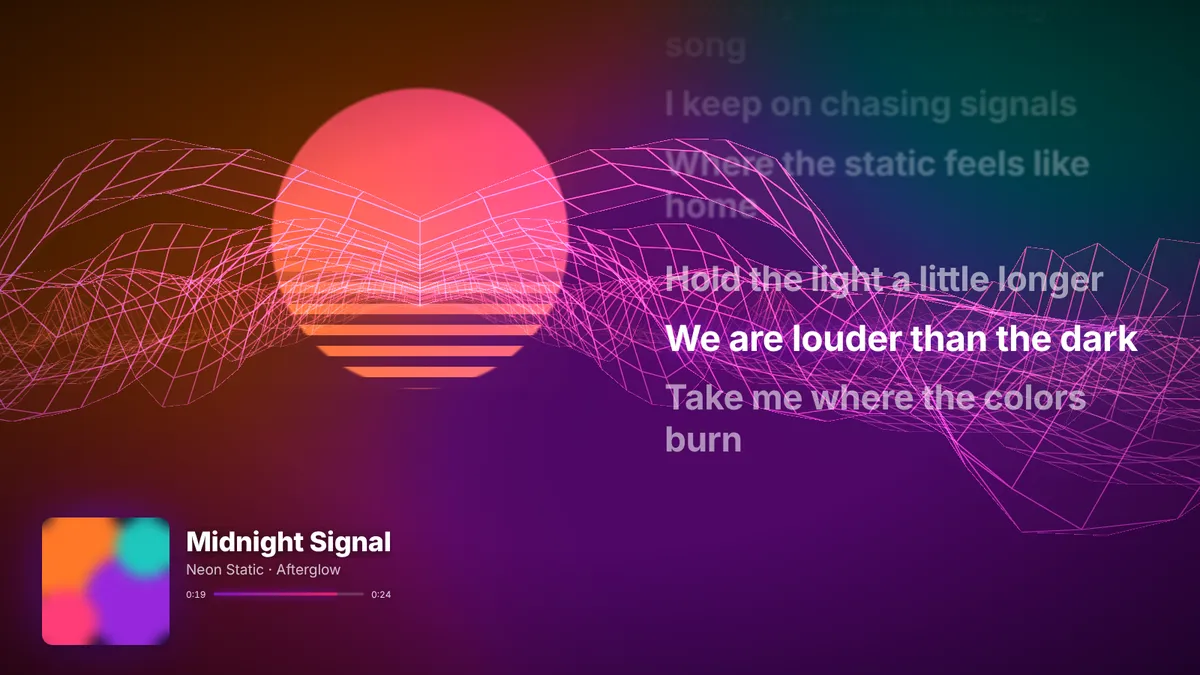 song
I keep on chasing signals
Where the static feels like
home
Hold the light a little longer
We are louder than the dark
Take me where the colors
burn
Midnight Signal
Neon Static · Afterglow
0:19
0:24